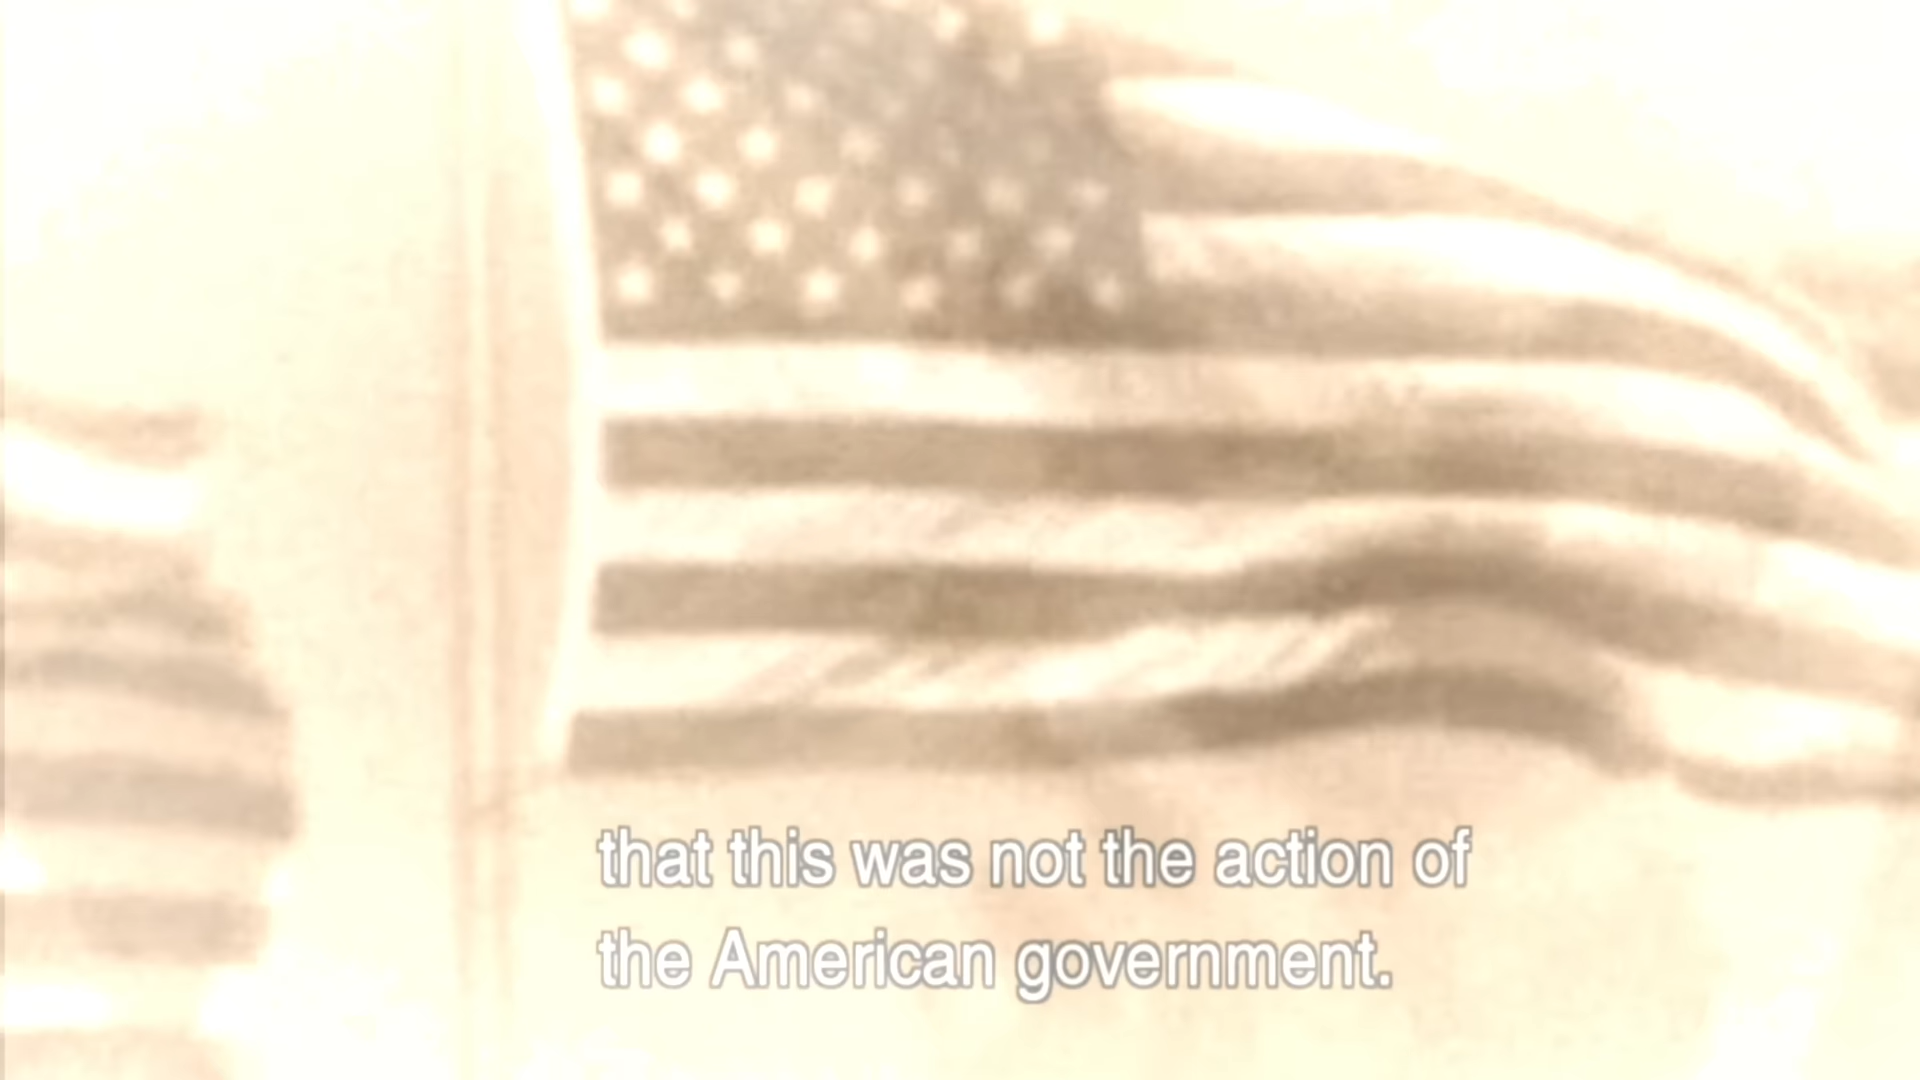 that this was not the action of
the American government.